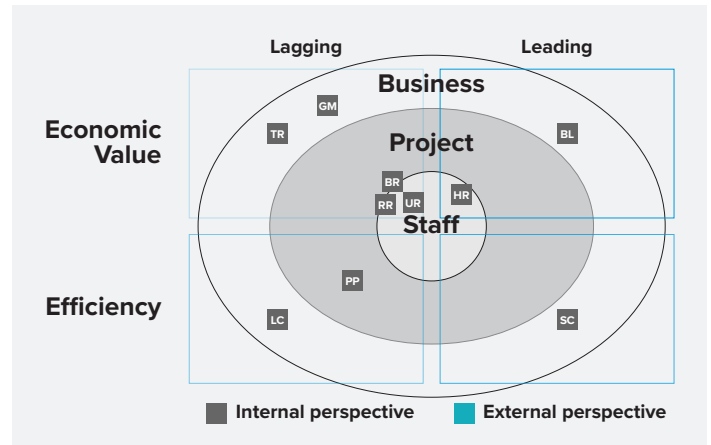 Lagging
Leading
Business
GM
Economic
Value
TR
BL
Project
BR
HR
RR
UR
Staff
PP
Efficiency
LC
SC
Internal perspective
External perspective